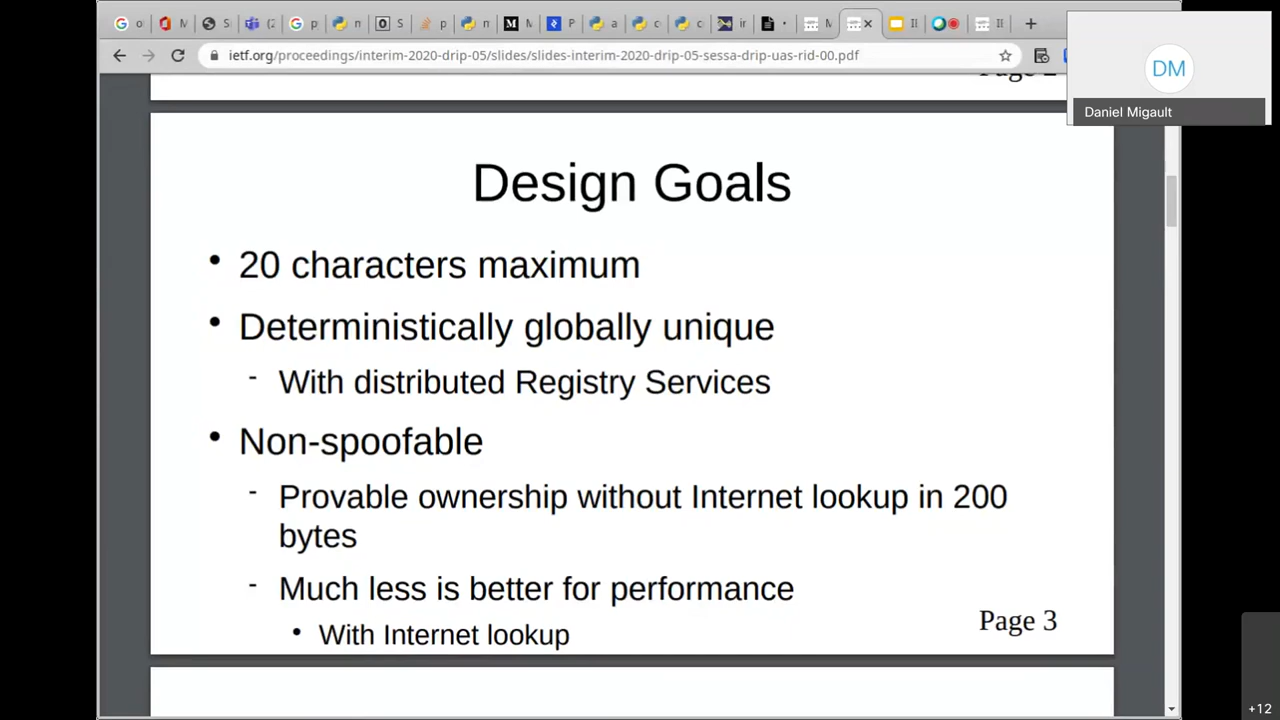 ietf.org/proceedings/interim-2020-drip-05/slides/slides-interim-2020-drip-05-sessa-drip-uas-rid-00.pdf
DM
Daniel Migault
Design Goals
• 20 characters maximum
• Deterministically globally unique
- With distributed Registry Services
• Non-spoofable
- Provable ownership without Internet lookup in 200
bytes
- Much less is better for performance
• With Internet lookup
Page 3
+12